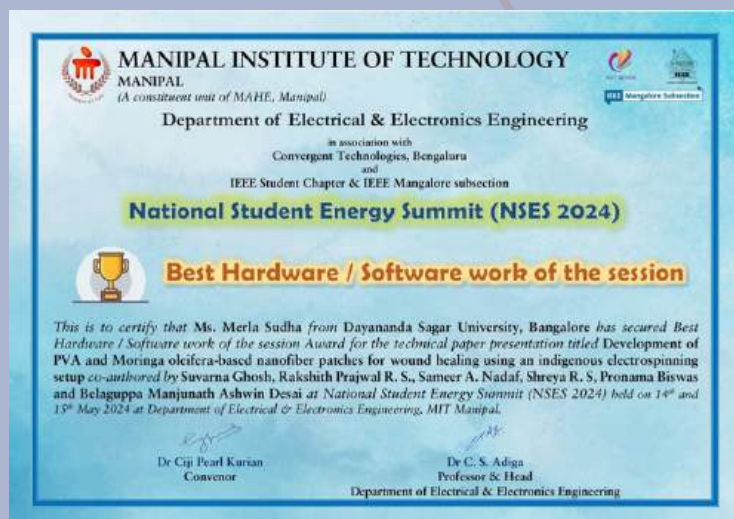 MANIPAL INSTITUTE OF TECHNOLOGY
MANIPAL
(A constituent unit of MAHE, Manipal)
IEEE Mangalore Subsection
Department of Electrical & Electronics Engineering
in association with
Convergent Technologies, Bengaluru
and
IEEE Student Chapter & IEEE Mangalore subsection
National Student Energy Summit (NSES 2024)
Best Hardware / Software work of the session
This is to certify that Ms. Merla Sudha from Dayananda Sagar University, Bangalore has secured Best
Hardware / Software work of the session Award for the technical paper presentation titled Development of
PVA and Moringa oleifera-based nanofiber patches for wound healing using an indigenous electrospinning
setup co-authored by Suvarna Ghosh, Rakshith Prajwal R. S., Sameer A. Nadaf, Shreya R. S, Pronama Biswas
and Belaguppa Manjunath Ashwin Desai at National Student Energy Summit (NSES 2024) held on 14th and
15th May 2024 at Department of Electrical & Electronics Engineering, MIT Manipal.
Dr Ciji Pearl Kurian
Convenor
Dr C. S. Adiga
Professor & Head
Department of Electrical & Electronics Engineering